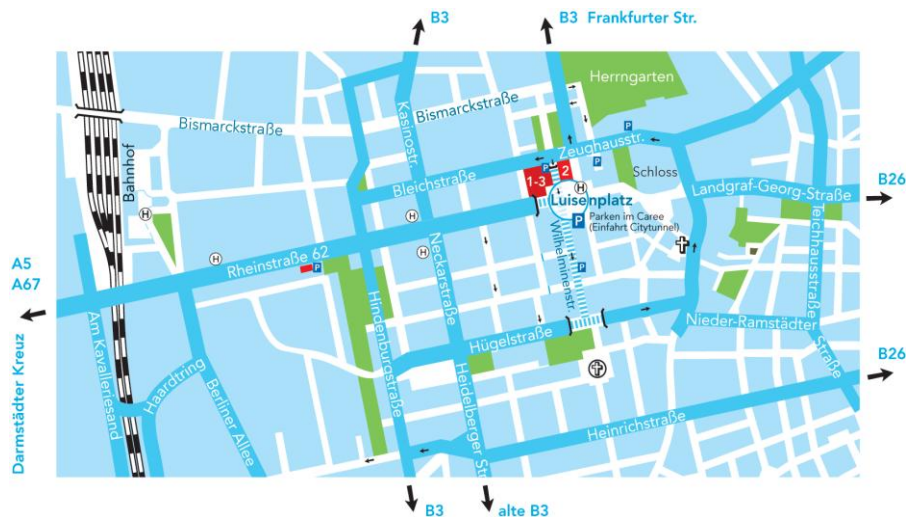 B3
B3 Frankfurter Str.
Herrngarten
Bismarckstraße
Bismarckstraße
Kasinostr.
P
Zeughausstr.
Bahnhof
Bleichstraße
P
2
P
Schloss
1-3
H
Landgraf-Georg-Straße
B26
Luisenplatz
H
H
P
Parken im Caree
(Einfahrt Citytunnel)
Teichhausstraße
Rheinstraße 62
H
H
P
Neckarstraße
Wilhelminenstr.
P
A5
A67
Darmstädter Kreuz
Am Kavalleriesand
Hindenburgstraße
Hügelstraße
Nieder-Ramstädter
Straße
B26
Haardtring
Berliner Allee
Heidelberger Str.
Heinrichstraße
B3
alte B3